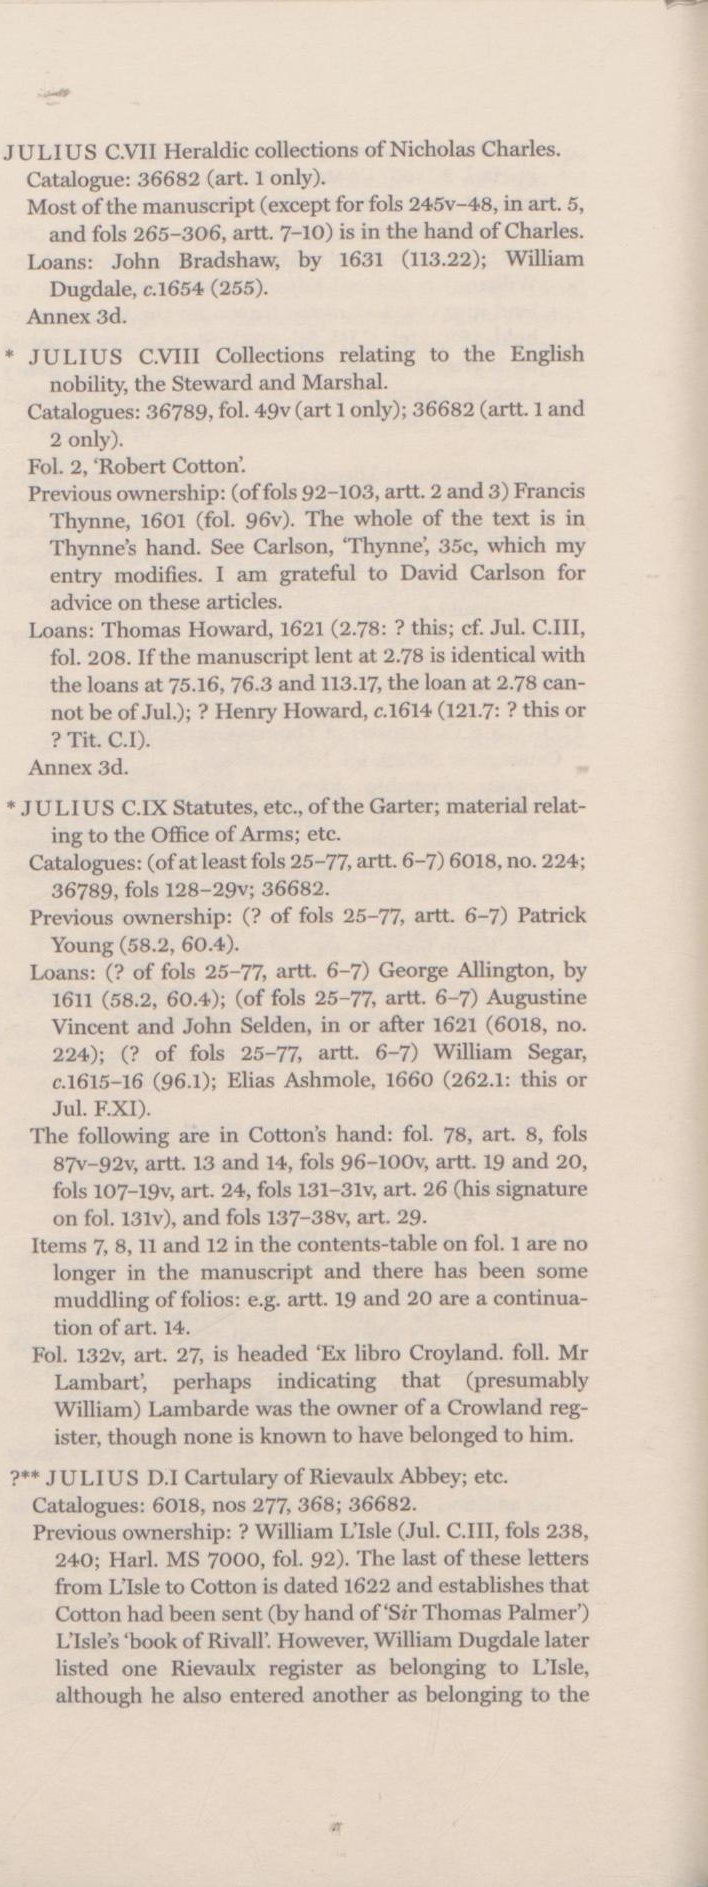 JULIUS C.VII Heraldic collections of Nicholas Charles.
Catalogue: 36682 (art. 1 only).
Most of the manuscript (except for fols 245v–48, in art. 5,
and fols 265–306, artt. 7–10) is in the hand of Charles.
Loans: John Bradshaw, by 1631 (113.22); William
Dugdale, c.1654 (255).
Annex 3d.
* JULIUS C.VIII Collections relating to the English
nobility, the Steward and Marshal.
Catalogues: 36789, fol. 49v (art 1 only); 36682 (artt. 1 and
2 only).
Fol. 2, ‘Robert Cotton’.
Previous ownership: (of fols 92–103, artt. 2 and 3) Francis
Thynne, 1601 (fol. 96v). The whole of the text is in
Thynne’s hand. See Carlson, ‘Thynne’, 35c, which my
entry modifies. I am grateful to David Carlson for
advice on these articles.
Loans: Thomas Howard, 1621 (2.78: ? this; cf. Jul. C.III,
fol. 208. If the manuscript lent at 2.78 is identical with
the loans at 75.16, 76.3 and 113.17, the loan at 2.78 can-
not be of Jul.); ? Henry Howard, c.1614 (121.7: ? this or
? Tit. C.I).
Annex 3d.
* JULIUS C.IX Statutes, etc., of the Garter; material relat-
ing to the Office of Arms; etc.
Catalogues: (of at least fols 25–77, artt. 6–7) 6018, no. 224;
36789, fols 128–29v; 36682.
Previous ownership: (? of fols 25–77, artt. 6–7) Patrick
Young (58.2, 60.4).
Loans: (? of fols 25–77, artt. 6–7) George Allington, by
1611 (58.2, 60.4); (of fols 25–77, artt. 6–7) Augustine
Vincent and John Selden, in or after 1621 (6018, no.
224); (? of fols 25–77, artt. 6–7) William Segar,
c.1615–16 (96.1); Elias Ashmole, 1660 (262.1: this or
Jul. F.XI).
The following are in Cotton’s hand: fol. 78, art. 8, fols
87v–92v, artt. 13 and 14, fols 96–100v, artt. 19 and 20,
fols 107–19v, art. 24, fols 131–31v, art. 26 (his signature
on fol. 131v), and fols 137–38v, art. 29.
Items 7, 8, 11 and 12 in the contents-table on fol. 1 are no
longer in the manuscript and there has been some
muddling of folios: e.g. artt. 19 and 20 are a continua-
tion of art. 14.
Fol. 132v, art. 27, is headed ‘Ex libro Croyland. foll. Mr
Lambart’, perhaps indicating that (presumably
William) Lambarde was the owner of a Crowland reg-
ister, though none is known to have belonged to him.
?** JULIUS D.I Cartulary of Rievaulx Abbey; etc.
Catalogues: 6018, nos 277, 368; 36682.
Previous ownership: ? William L’Isle (Jul. C.III, fols 238,
240; Harl. MS 7000, fol. 92). The last of these letters
from L’Isle to Cotton is dated 1622 and establishes that
Cotton had been sent (by hand of ‘Sir Thomas Palmer’)
L’Isle’s ‘book of Rivall’. However, William Dugdale later
listed one Rievaulx register as belonging to L’Isle,
although he also entered another as belonging to the